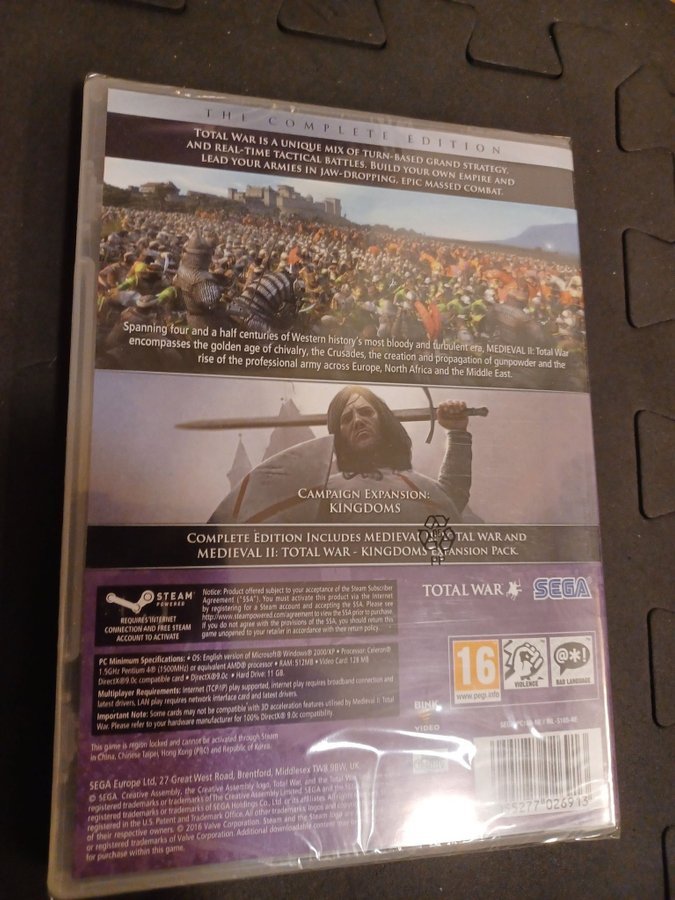 THE COMPLETE EDITION
TOTAL WAR IS A UNIQUE MIX OF TURN-BASED GRAND STRATEGY,
AND REAL-TIME TACTICAL BATTLES. BUILD YOUR OWN EMPIRE AND
LEAD YOUR ARMIES IN JAW-DROPPING, EPIC MASSED COMBAT.
Spanning four and a half centuries of Western history's most bloody and turbulent era, MEDIEVAL II: Total War
encompasses the golden age of chivalry, the Crusades, the creation and propagation of gunpowder and the
rise of the professional army across Europe, North Africa and the Middle East.
CAMPAIGN EXPANSION:
KINGDOMS
COMPLETE EDITION INCLUDES MEDIEVAL TOTAL WAR AND
MEDIEVAL II: TOTAL WAR - KINGDOMS EXPANSION PACK.
STEAM
POWERED
REQUIRES INTERNET
CONNECTION AND FREE STEAM
ACCOUNT TO ACTIVATE
Notice: Product offered subject to your acceptance of the Steam Subscriber
Agreement ("SSA"). You must activate this product via the Internet
by registering for a Steam account and accepting the SSA. Please see
http://www.steampowered.com/agreement to view the SSA prior to purchase.
If you do not agree with the provisions of the SSA, you should return this
game unopened to your retailer in accordance with their return policy.
TOTAL WAR
SEGA
PC Minimum Specifications: • OS: English version of Microsoft® Windows® 2000/XP • Processor: Celeron®
1.5GHz Pentium 4® (1500MHz) or equivalent AMD® processor • RAM: 512MB • Video Card: 128 MB
DirectX®9.0c compatible card • DirectX®9.0c • Hard Drive: 11 GB.
Multiplayer Requirements: Internet (TCP/IP) play supported, internet play requires broadband connection and
latest drivers. LAN play requires network interface card and latest drivers.
Important Note: Some cards may not be compatible with 3D acceleration features utilised by Medieval II: Total
War. Please refer to your hardware manufacturer for 100% DirectX® 9.0c compatibility.
16
www.pegi.info
VIOLENCE
@*!
BAD LANGUAGE
BINK
VIDEO
This game is region locked and cannot be activated through Steam
in China, Chinese Taipei, Hong Kong (PRC) and Republic of Korea.
SEGA Europe Ltd, 27 Great West Road, Brentford, Middlesex TW8 9BW, UK.
© SEGA. Creative Assembly, the Creative Assembly logo, Total War, and the Total War
registered trademarks or trademarks of The Creative Assembly Limited. SEGA and the
registered trademarks or trademarks of SEGA Holdings Co. Ltd. or its affiliates. All
registered in the U.S. Patent and Trademark Office. All other trademarks, logos and
of their respective owners. © 2016 Valve Corporation. Steam and the Steam logo
or registered trademarks of Valve Corporation. Additional downloadable content
for purchase within this game.